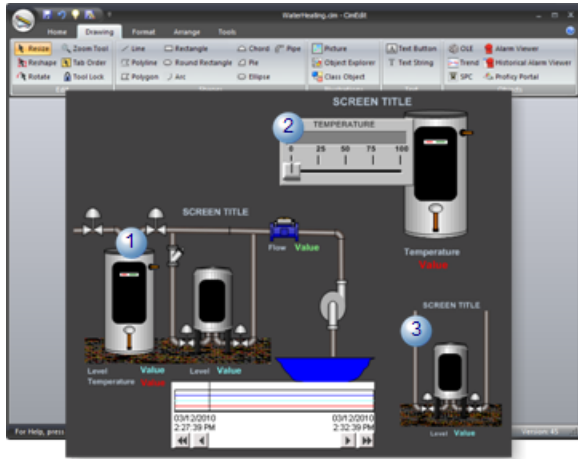 WaterHeating.cim - CimEdit
Home Drawing Format Arrange Tools
Resize Zoom Tool Line Rectangle Chord Pipe Picture Text Button OLE Alarm Viewer
Reshape Tab Order Polyline Round Rectangle Pie Object Explorer Text String Trend Historical Alarm Viewer
Rotate Tool Lock Polygon Arc Ellipse Class Object SPC Proficy Portal
SCREEN TITLE
2 TEMPERATURE
0 25 50 75 100
SCREEN TITLE
Flow Value
Temperature
Value
1
SCREEN TITLE
3
Level Value Level Value
Temperature Value
Level Value
03/12/2010 03/12/2010
2:27:39 PM 2:32:39 PM
For Help, press
Version: 45